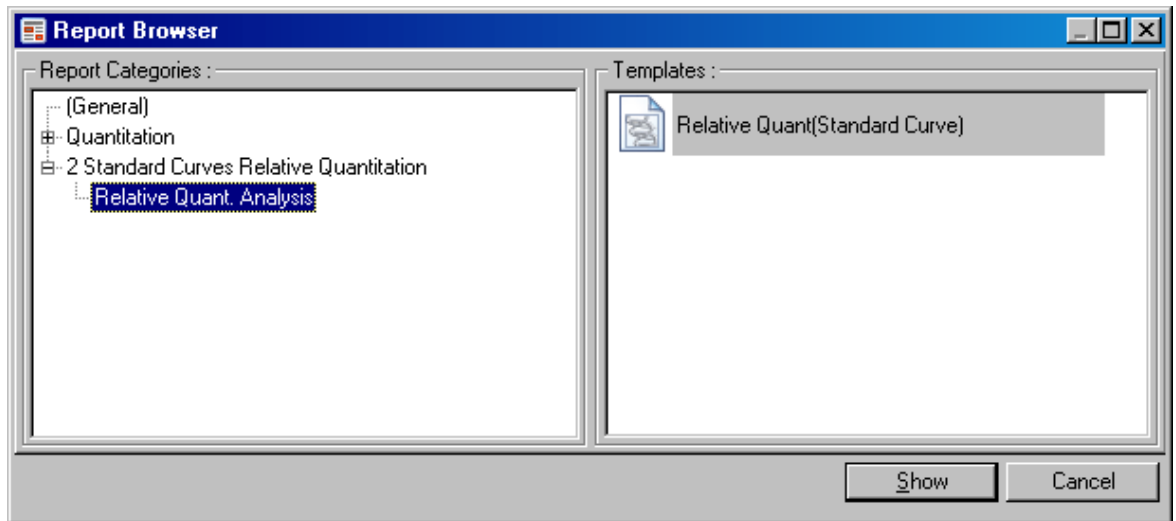 Report Browser
Report Categories :
(General)
Quantitation
2 Standard Curves Relative Quantitation
Relative Quant. Analysis
Templates :
Relative Quant(Standard Curve)
Show
Cancel